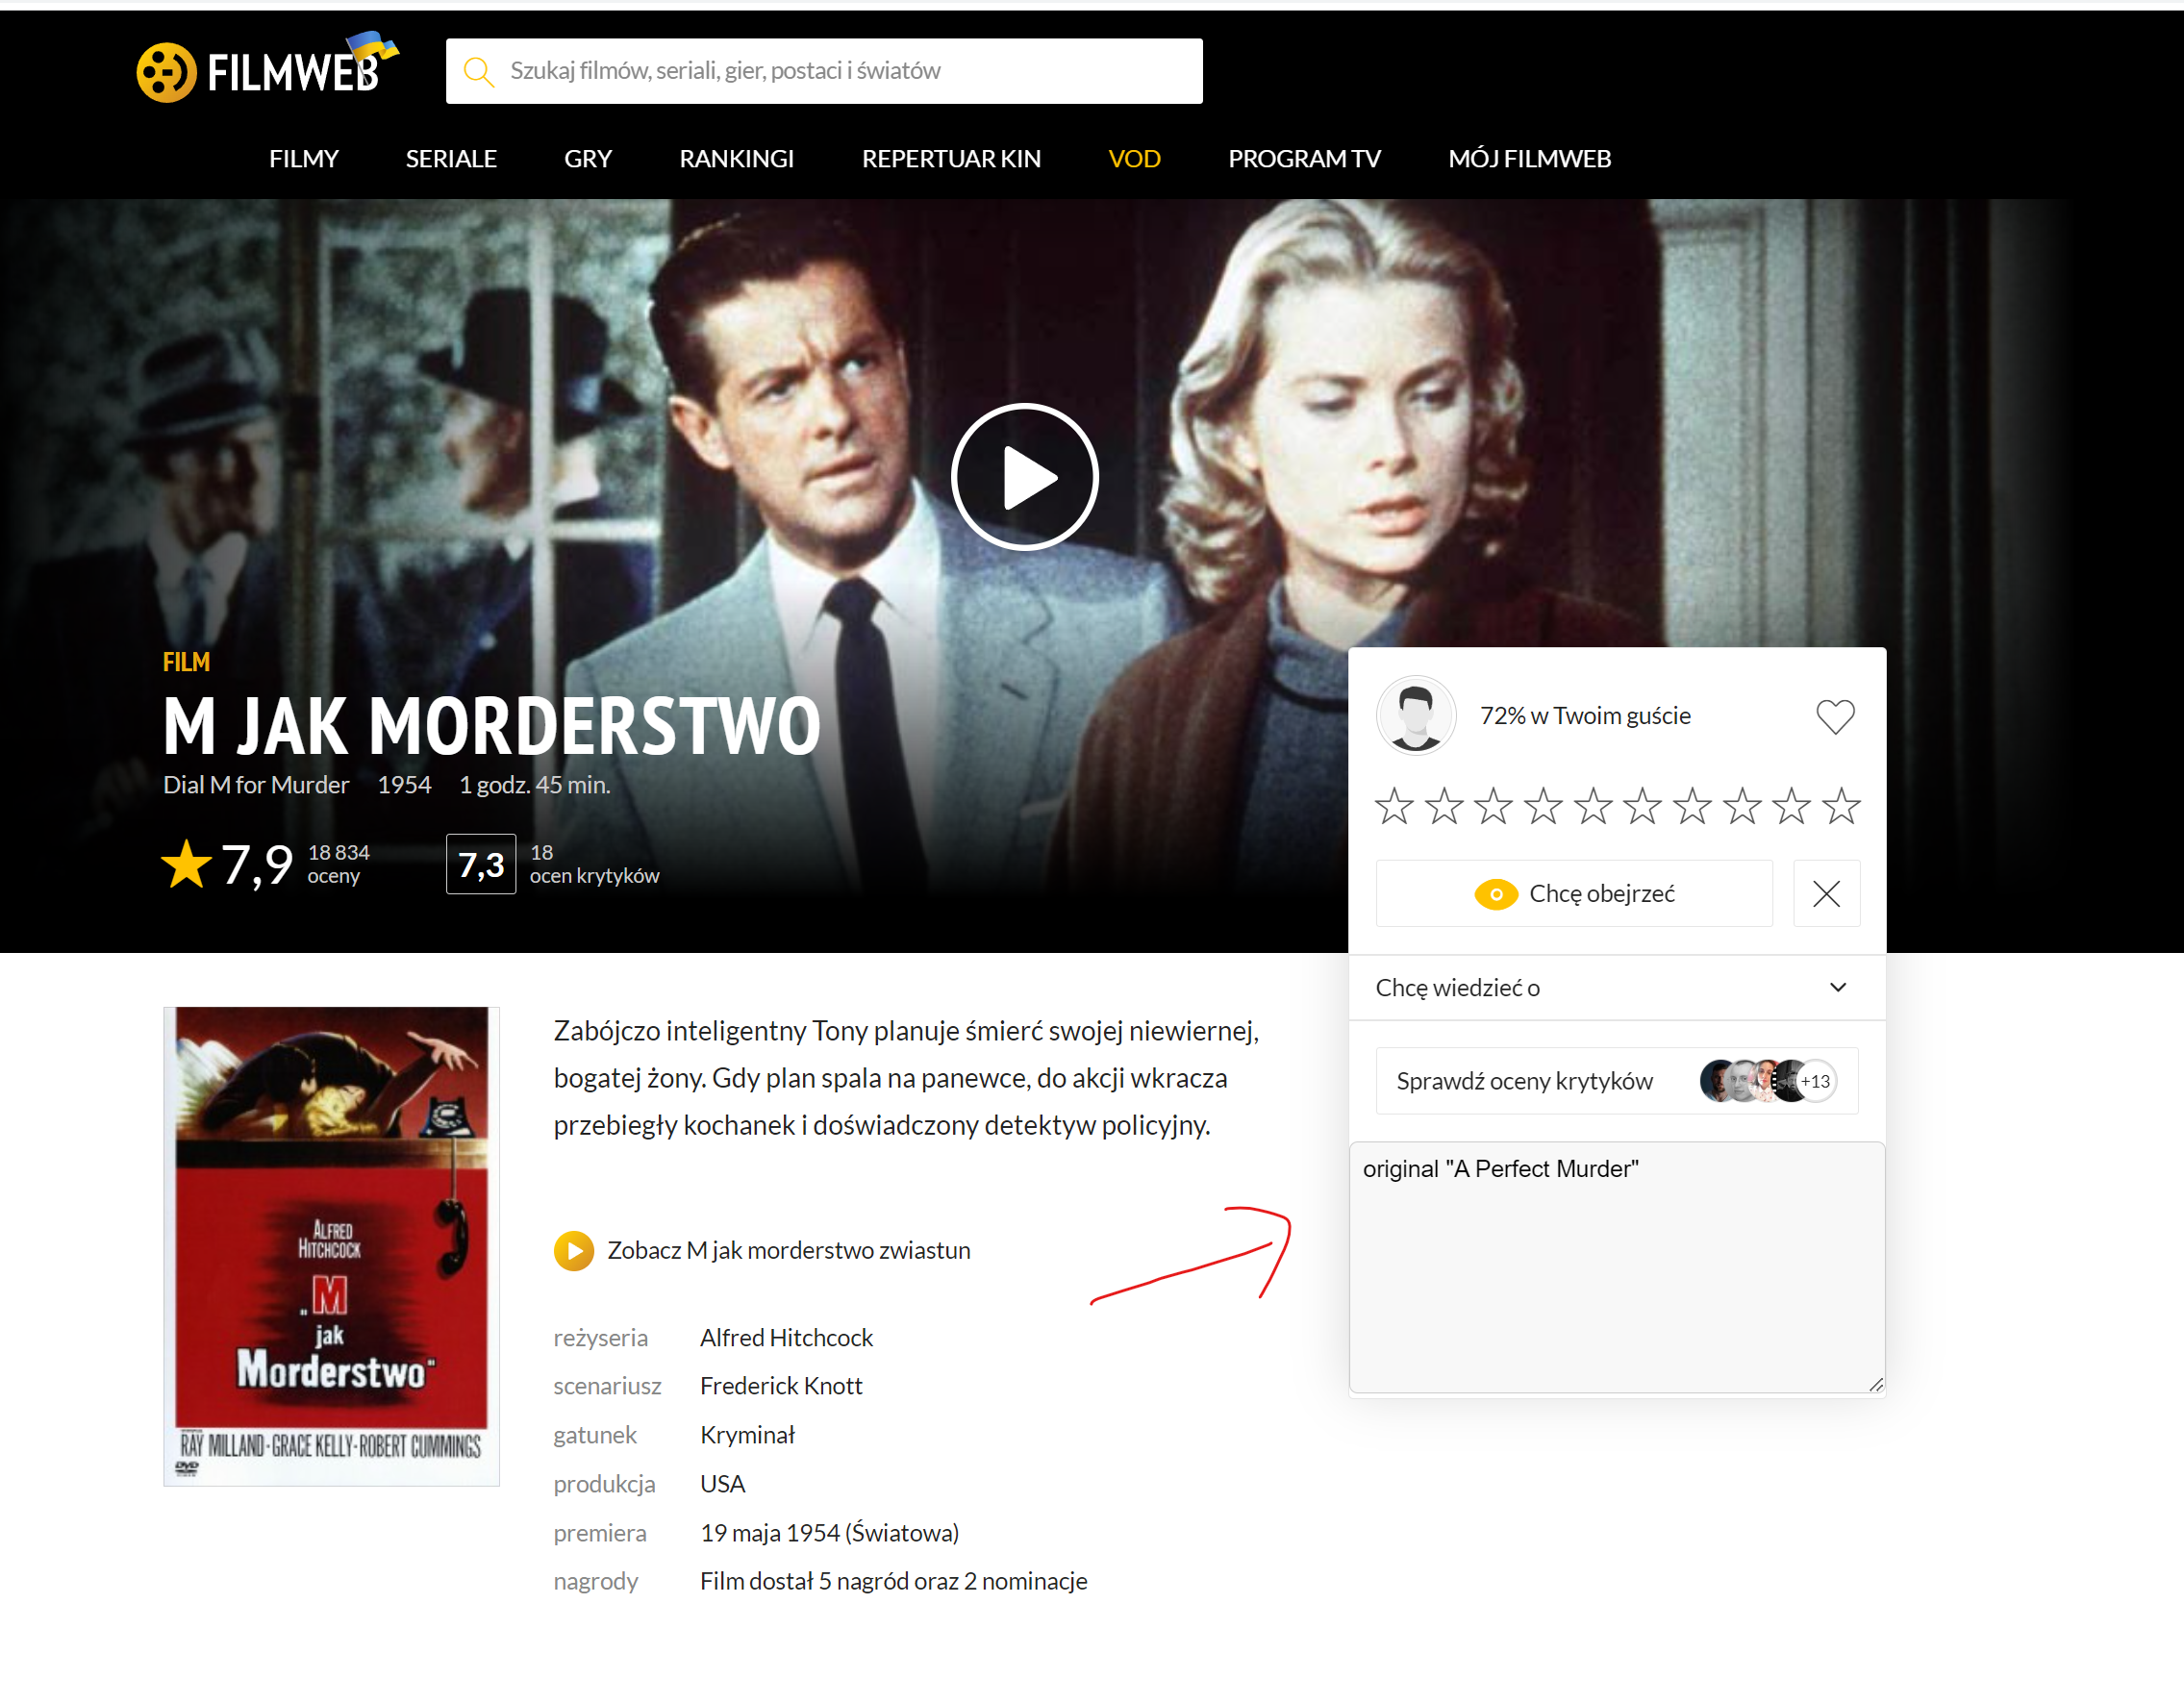 FILMWEB
Szukaj filmów, seriali, gier, postaci i światów
FILMY SERIALE GRY RANKINGI REPERTUAR KIN VOD PROGRAM TV MÓJ FILMWEB
FILM
M JAK MORDERSTWO
Dial M for Murder 1954 1 godz. 45 min.
7,9 18 834
oceny
7,3 18
ocen krytyków
72% w Twoim guście
Chcę obejrzeć
Chcę wiedzieć o
Sprawdź oceny krytyków +13
original "A Perfect Murder"
Zabójczo inteligentny Tony planuje śmierć swojej niewiernej,
bogatej żony. Gdy plan spala na panewce, do akcji wkracza
przebiegły kochanek i doświadczony detektyw policyjny.
Zobacz M jak morderstwo zwiastun
reżyseria Alfred Hitchcock
scenariusz Frederick Knott
gatunek Kryminał
produkcja USA
premiera 19 maja 1954 (Światowa)
nagrody Film dostał 5 nagród oraz 2 nominacje
ALFRED
HITCHCOCK
„M
jak
Morderstwo"
RAY MILLAND·GRACE KELLY·ROBERT CUMMINGS
DVD